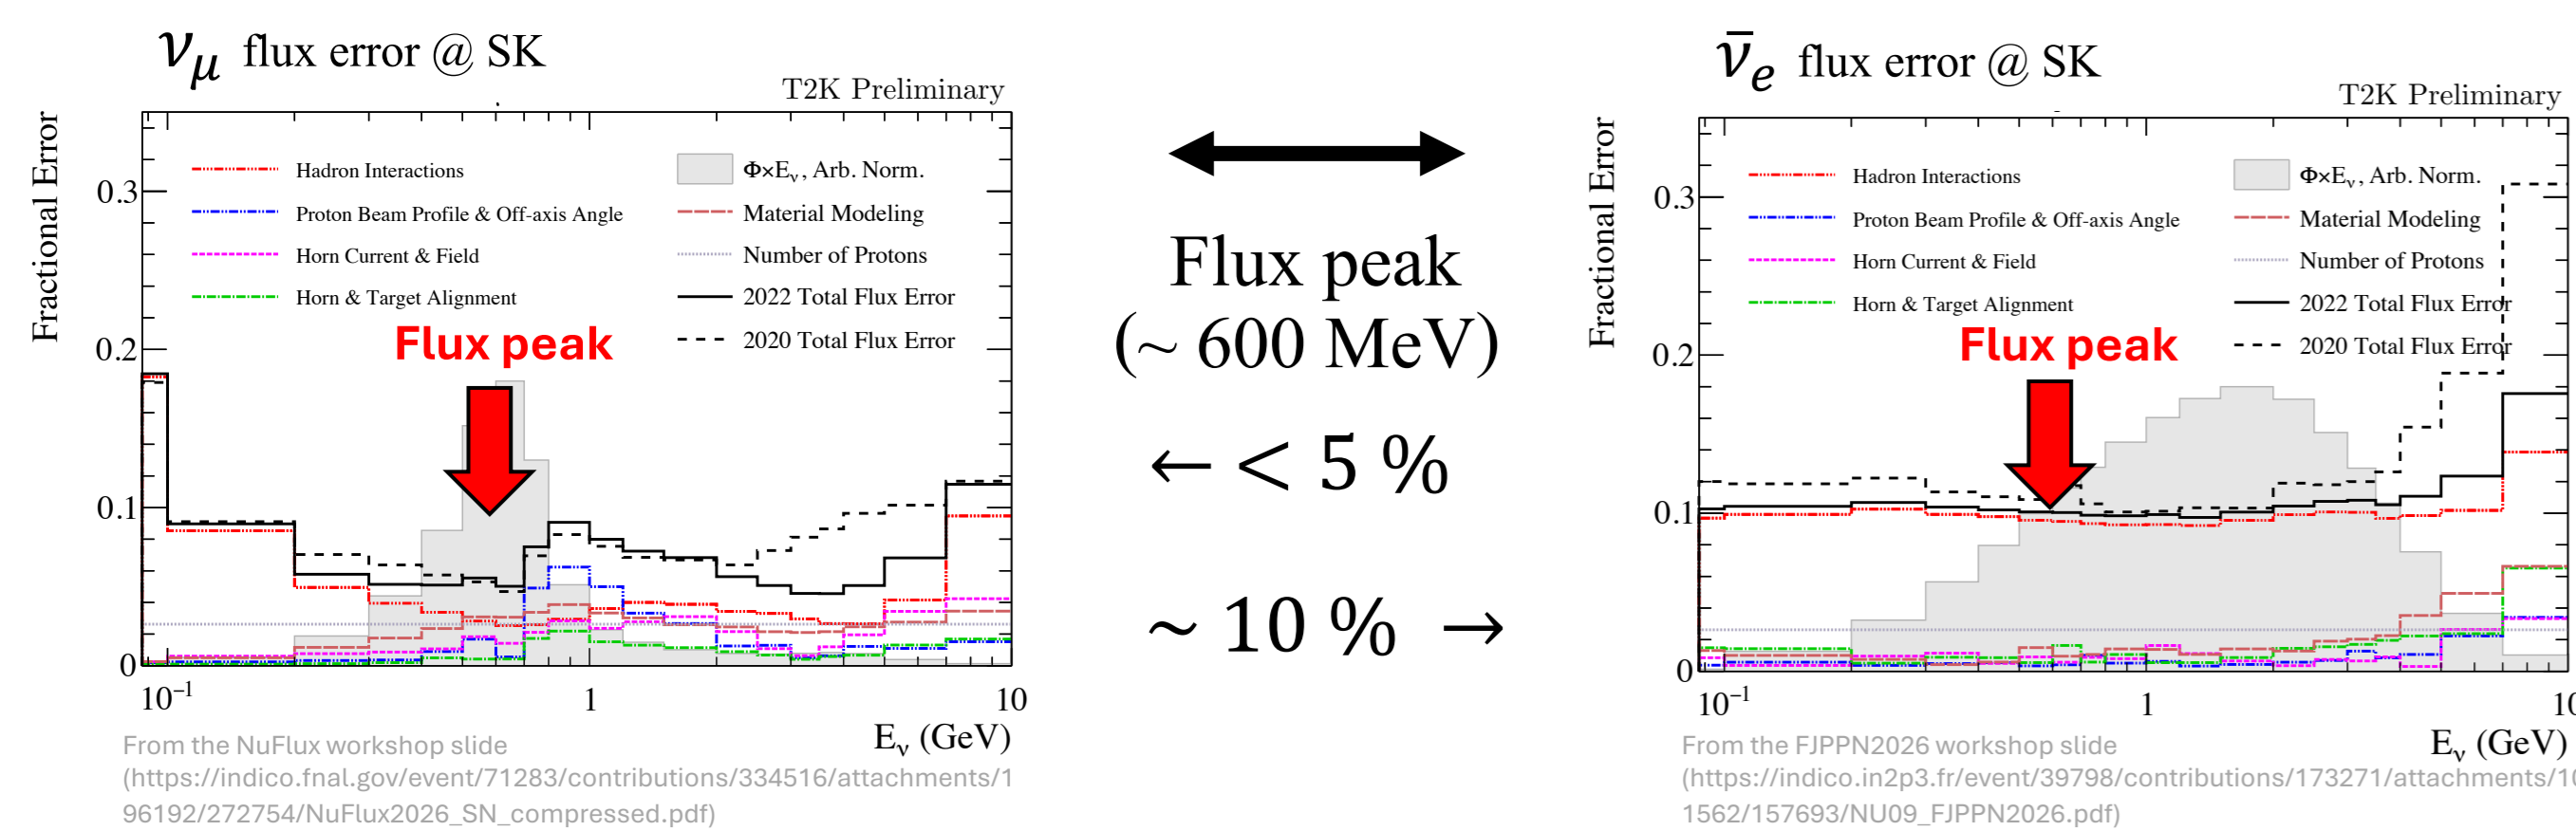 ν_μ flux error @ SK
T2K Preliminary
Fractional Error
0.3
0.2
0.1
0
Hadron Interactions
Proton Beam Profile & Off-axis Angle
Horn Current & Field
Horn & Target Alignment
Φ×E_ν, Arb. Norm.
Material Modeling
Number of Protons
2022 Total Flux Error
2020 Total Flux Error
Flux peak
10⁻¹ 1 10
E_ν (GeV)
From the NuFlux workshop slide
(https://indico.fnal.gov/event/71283/contributions/334516/attachments/1
96192/272754/NuFlux2026_SN_compressed.pdf)
Flux peak
(~ 600 MeV)
← < 5 %
~ 10 % →
ν̄_e flux error @ SK
T2K Preliminary
Fractional Error
0.3
0.2
0.1
0
Hadron Interactions
Proton Beam Profile & Off-axis Angle
Horn Current & Field
Horn & Target Alignment
Φ×E_ν, Arb. Norm.
Material Modeling
Number of Protons
2022 Total Flux Error
2020 Total Flux Error
Flux peak
10⁻¹ 1
E_ν (GeV)
From the FJPPN2026 workshop slide
(https://indico.in2p3.fr/event/39798/contributions/173271/attachments/10
1562/157693/NU09_FJPPN2026.pdf)